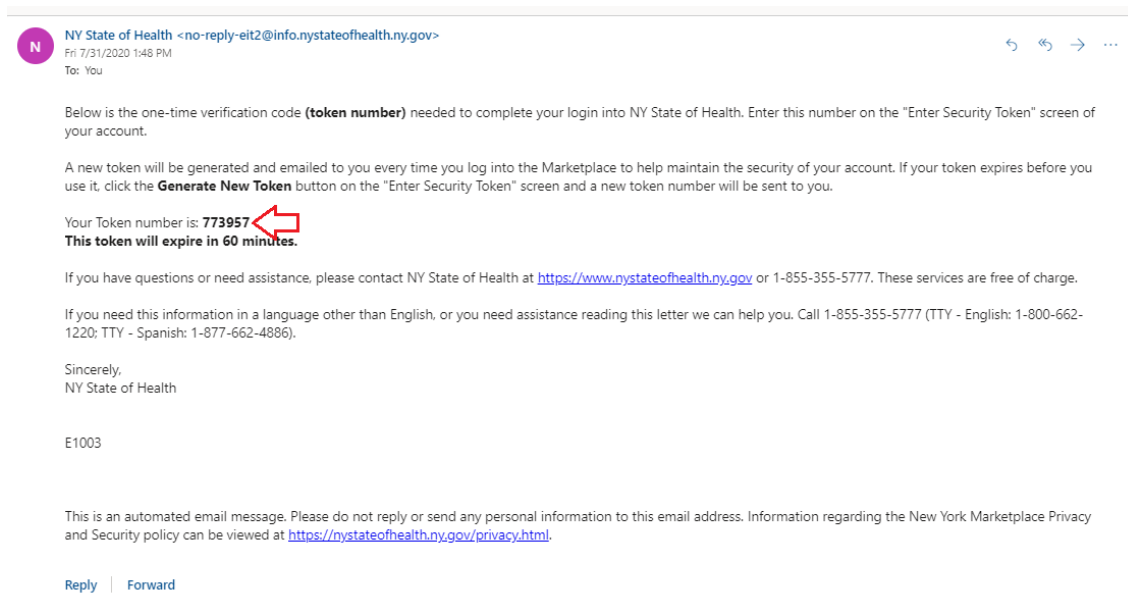 N
NY State of Health <no-reply-eit2@info.nystateofhealth.ny.gov>
Fri 7/31/2020 1:48 PM
To: You
Below is the one-time verification code (token number) needed to complete your login into NY State of Health. Enter this number on the "Enter Security Token" screen of
your account.
A new token will be generated and emailed to you every time you log into the Marketplace to help maintain the security of your account. If your token expires before you
use it, click the Generate New Token button on the "Enter Security Token" screen and a new token number will be sent to you.
Your Token number is: 773957
This token will expire in 60 minutes.
If you have questions or need assistance, please contact NY State of Health at https://www.nystateofhealth.ny.gov or 1-855-355-5777. These services are free of charge.
If you need this information in a language other than English, or you need assistance reading this letter we can help you. Call 1-855-355-5777 (TTY - English: 1-800-662-
1220; TTY - Spanish: 1-877-662-4886).
Sincerely,
NY State of Health
E1003
This is an automated email message. Please do not reply or send any personal information to this email address. Information regarding the New York Marketplace Privacy
and Security policy can be viewed at https://nystateofhealth.ny.gov/privacy.html.
Reply Forward